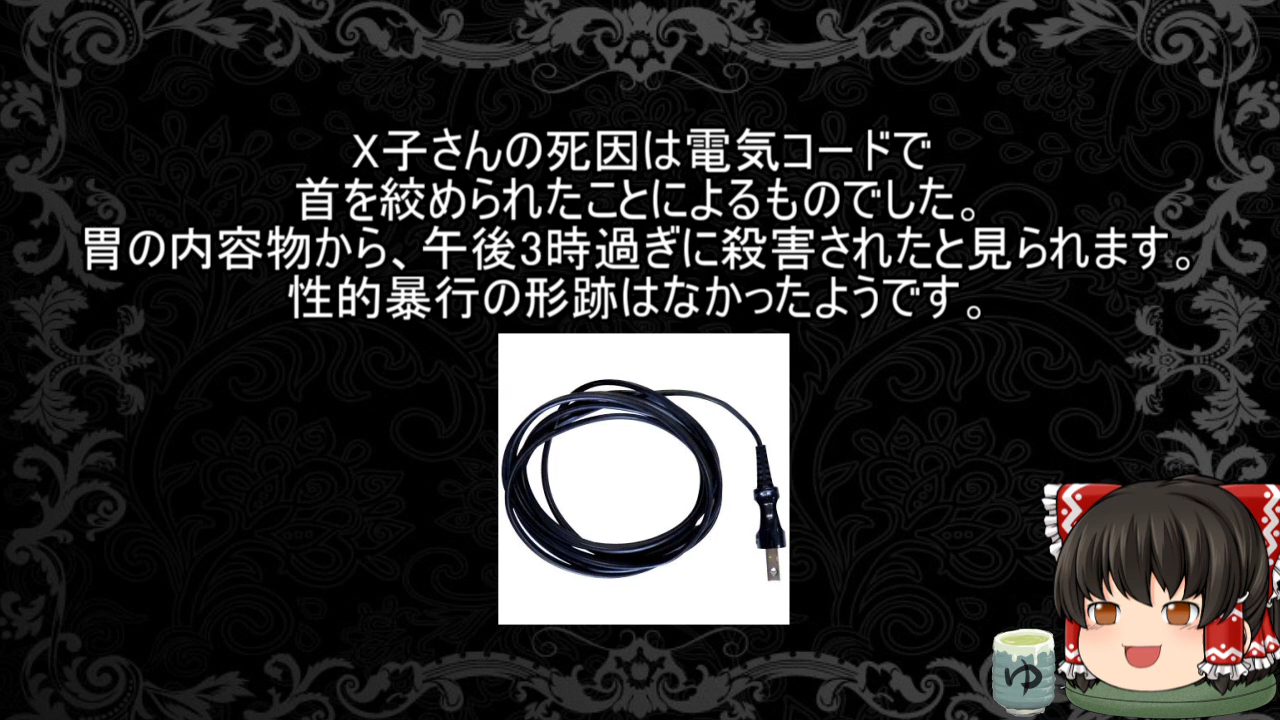 X子さんの死因は電気コードで
首を絞められたことによるものでした。
胃の内容物から、午後3時過ぎに殺害されたと見られます。
性的暴行の形跡はなかったようです。
ゆ